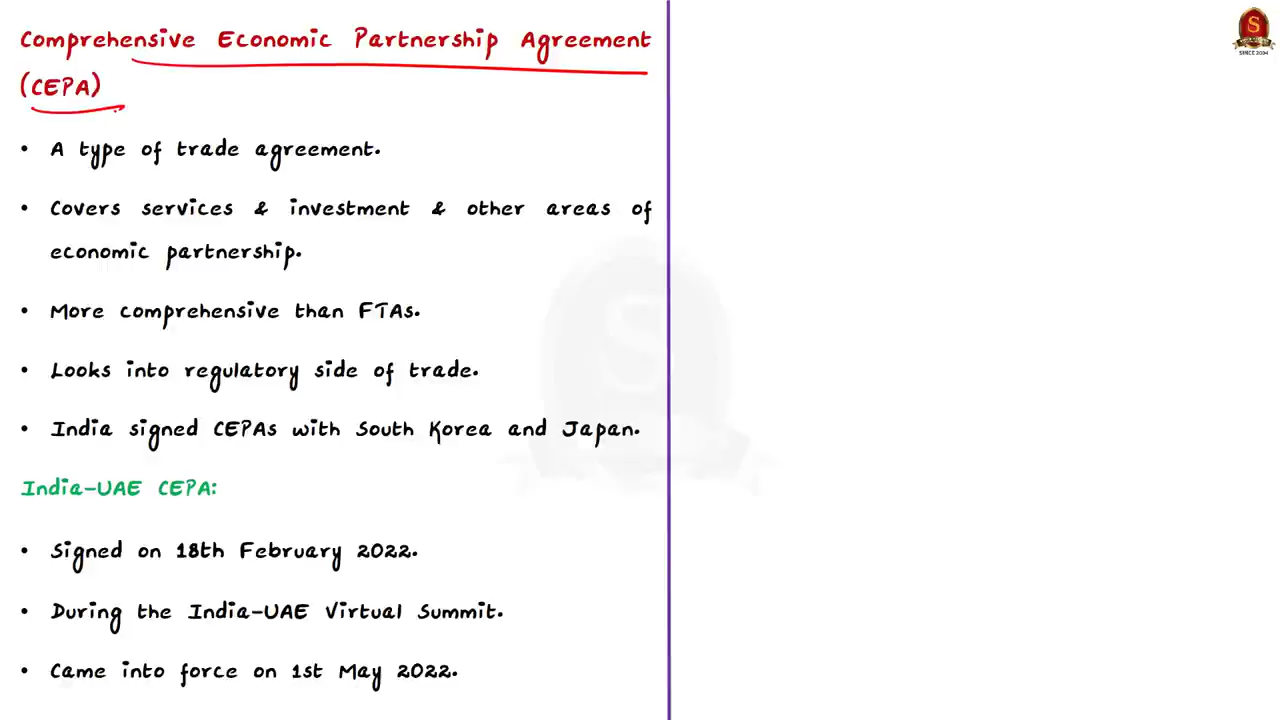 Comprehensive Economic Partnership Agreement
(CEPA)
• A type of trade agreement.
• Covers services & investment & other areas of
economic partnership.
• More comprehensive than FTAs.
• Looks into regulatory side of trade.
• India signed CEPAs with South Korea and Japan.
India-UAE CEPA:
• Signed on 18th February 2022.
• During the India-UAE Virtual Summit.
• Came into force on 1st May 2022.
S
SINCE 2004
S